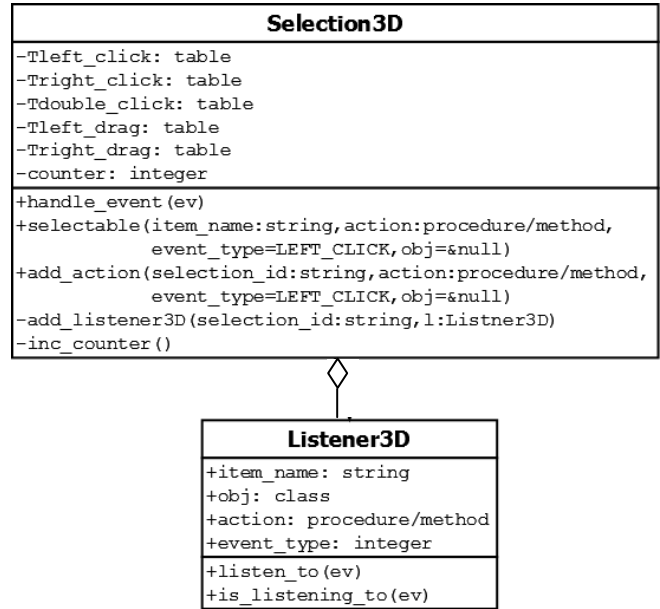 Selection3D
-Tleft_click: table
-Tright_click: table
-Tdouble_click: table
-Tleft_drag: table
-Tright_drag: table
-counter: integer
+handle_event(ev)
+selectable(item_name:string,action:procedure/method,
event_type=LEFT_CLICK,obj=&null)
+add_action(selection_id:string,action:procedure/method,
event_type=LEFT_CLICK,obj=&null)
-add_listener3D(selection_id:string,l:Listner3D)
-inc_counter()
Listener3D
+item_name: string
+obj: class
+action: procedure/method
+event_type: integer
+listen_to(ev)
+is_listening_to(ev)